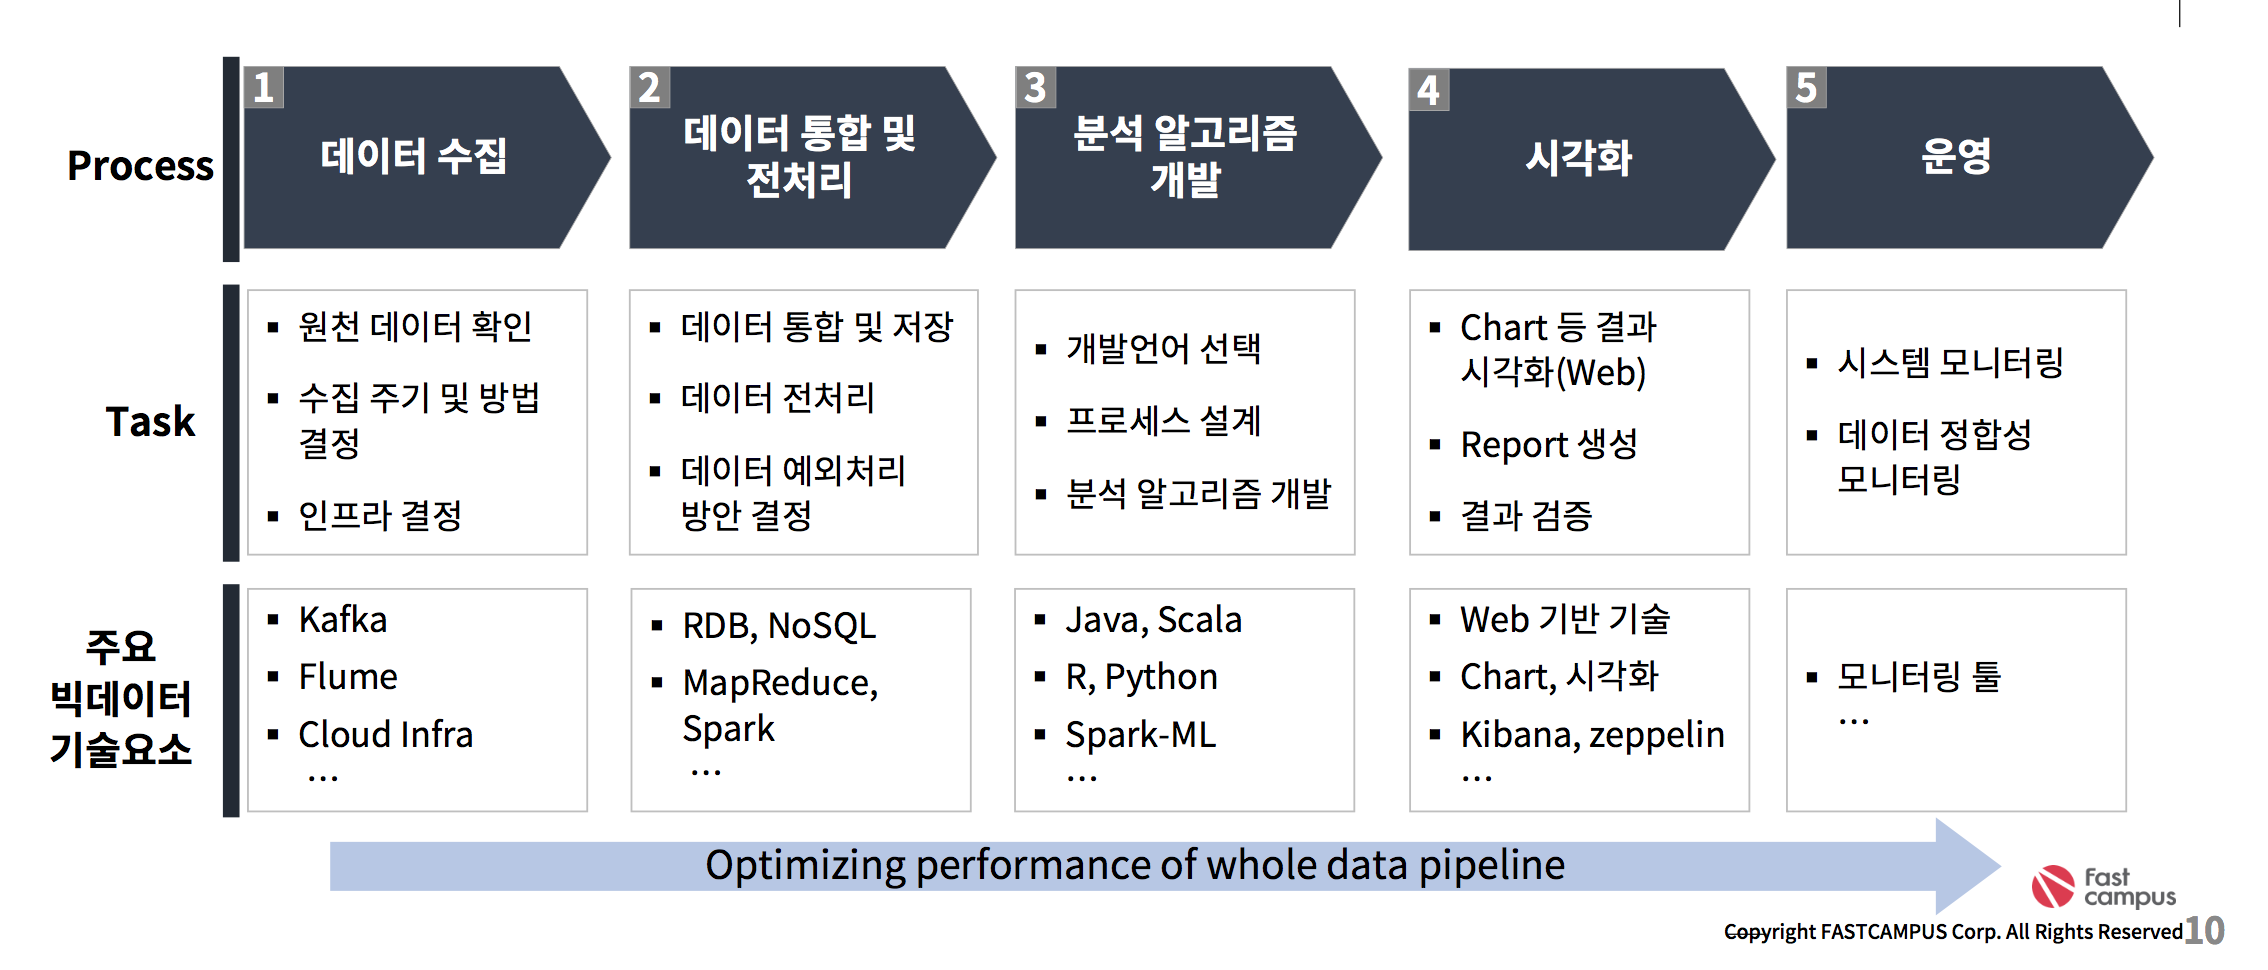 Process
1
데이터 수집
2
데이터 통합 및
전처리
3
분석 알고리즘
개발
4
시각화
5
운영
Task
▪ 원천 데이터 확인
▪ 수집 주기 및 방법
결정
▪ 인프라 결정
▪ 데이터 통합 및 저장
▪ 데이터 전처리
▪ 데이터 예외처리
방안 결정
▪ 개발언어 선택
▪ 프로세스 설계
▪ 분석 알고리즘 개발
▪ Chart 등 결과
시각화(Web)
▪ Report 생성
▪ 결과 검증
▪ 시스템 모니터링
▪ 데이터 정합성
모니터링
주요
빅데이터
기술요소
▪ Kafka
▪ Flume
▪ Cloud Infra
…
▪ RDB, NoSQL
▪ MapReduce,
Spark
…
▪ Java, Scala
▪ R, Python
▪ Spark-ML
…
▪ Web 기반 기술
▪ Chart, 시각화
▪ Kibana, zeppelin
…
▪ 모니터링 툴
…
Optimizing performance of whole data pipeline
fast
campus
Copyright FASTCAMPUS Corp. All Rights Reserved
10